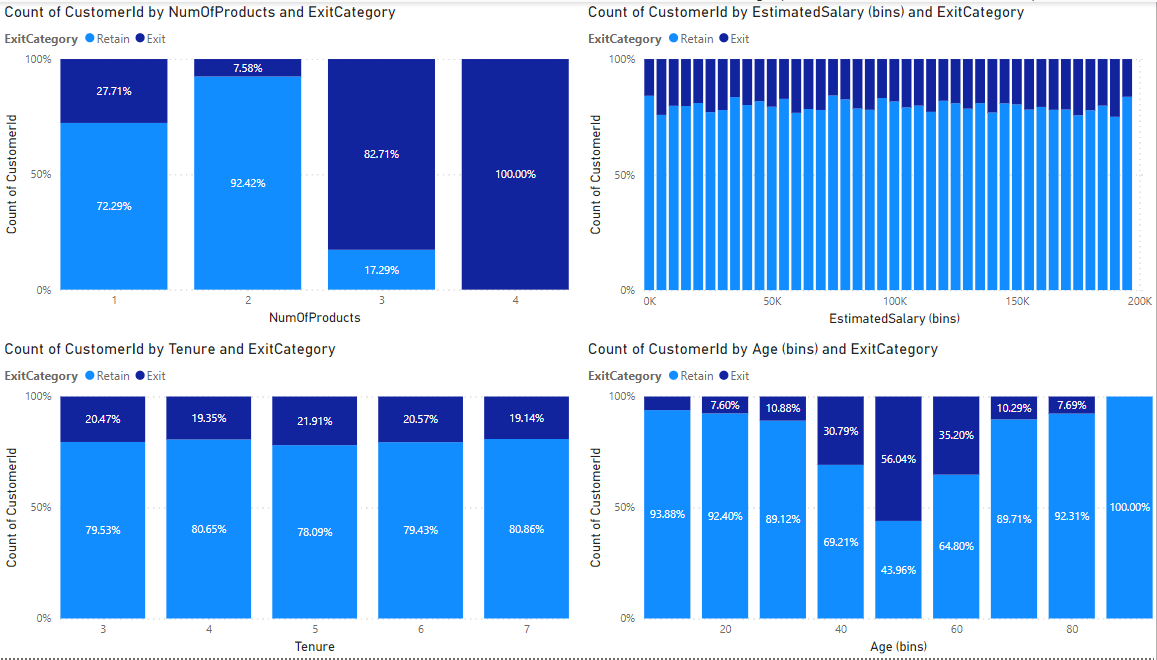 Count of CustomerId by NumOfProducts and ExitCategory
ExitCategory Retain Exit
100%
50%
0%
Count of CustomerId
27.71%
72.29%
7.58%
92.42%
82.71%
17.29%
100.00%
1 2 3 4
NumOfProducts
Count of CustomerId by EstimatedSalary (bins) and ExitCategory
ExitCategory Retain Exit
100%
50%
0%
Count of CustomerId
0K 50K 100K 150K 200K
EstimatedSalary (bins)
Count of CustomerId by Tenure and ExitCategory
ExitCategory Retain Exit
100%
50%
0%
Count of CustomerId
20.47% 19.35% 21.91% 20.57% 19.14%
79.53% 80.65% 78.09% 79.43% 80.86%
3 4 5 6 7
Tenure
Count of CustomerId by Age (bins) and ExitCategory
ExitCategory Retain Exit
100%
50%
0%
Count of CustomerId
7.60% 10.88% 30.79% 56.04% 35.20% 10.29% 7.69%
93.88% 92.40% 89.12% 69.21% 43.96% 64.80% 89.71% 92.31% 100.00%
20 40 60 80
Age (bins)